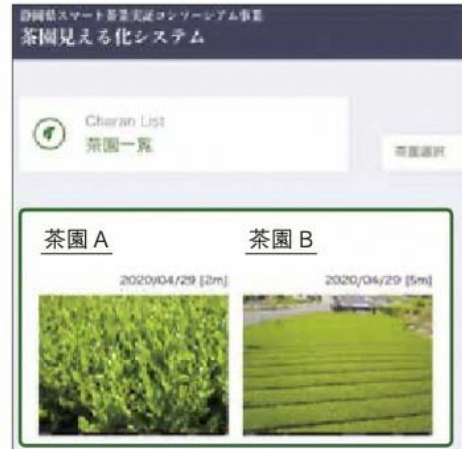 静岡県スマート茶業実証コンソーシアム事業
茶園見える化システム
Charan List
茶園一覧
茶園選択
茶園 A
茶園 B
2020/04/29 [2m]
2020/04/29 [5m]